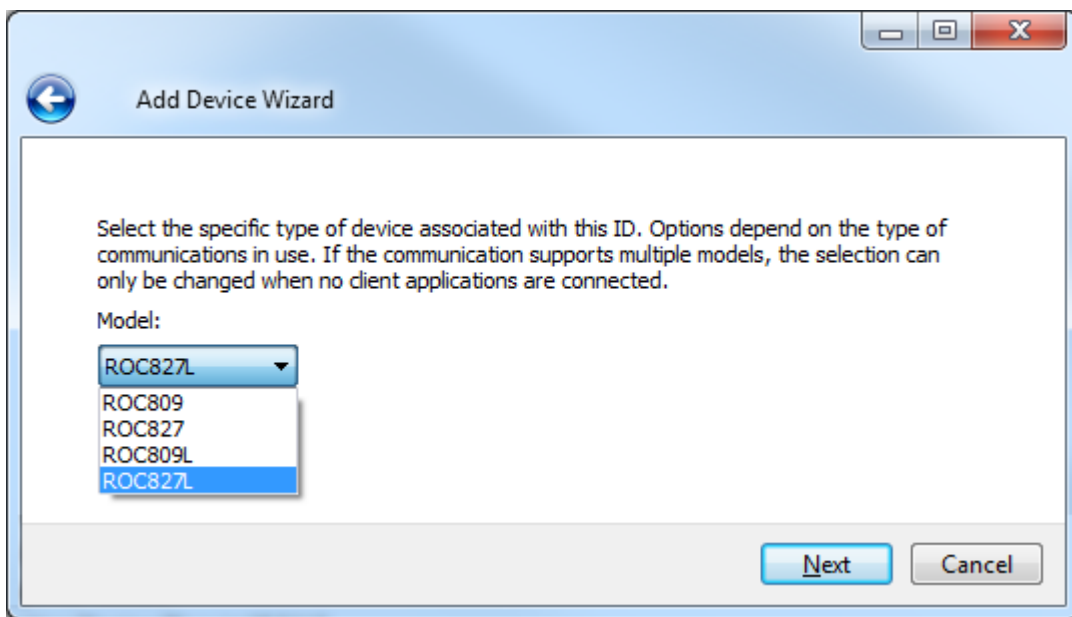 Add Device Wizard
Select the specific type of device associated with this ID. Options depend on the type of
communications in use. If the communication supports multiple models, the selection can
only be changed when no client applications are connected.
Model:
ROC827L
ROC809
ROC827
ROC809L
ROC827L
Next
Cancel